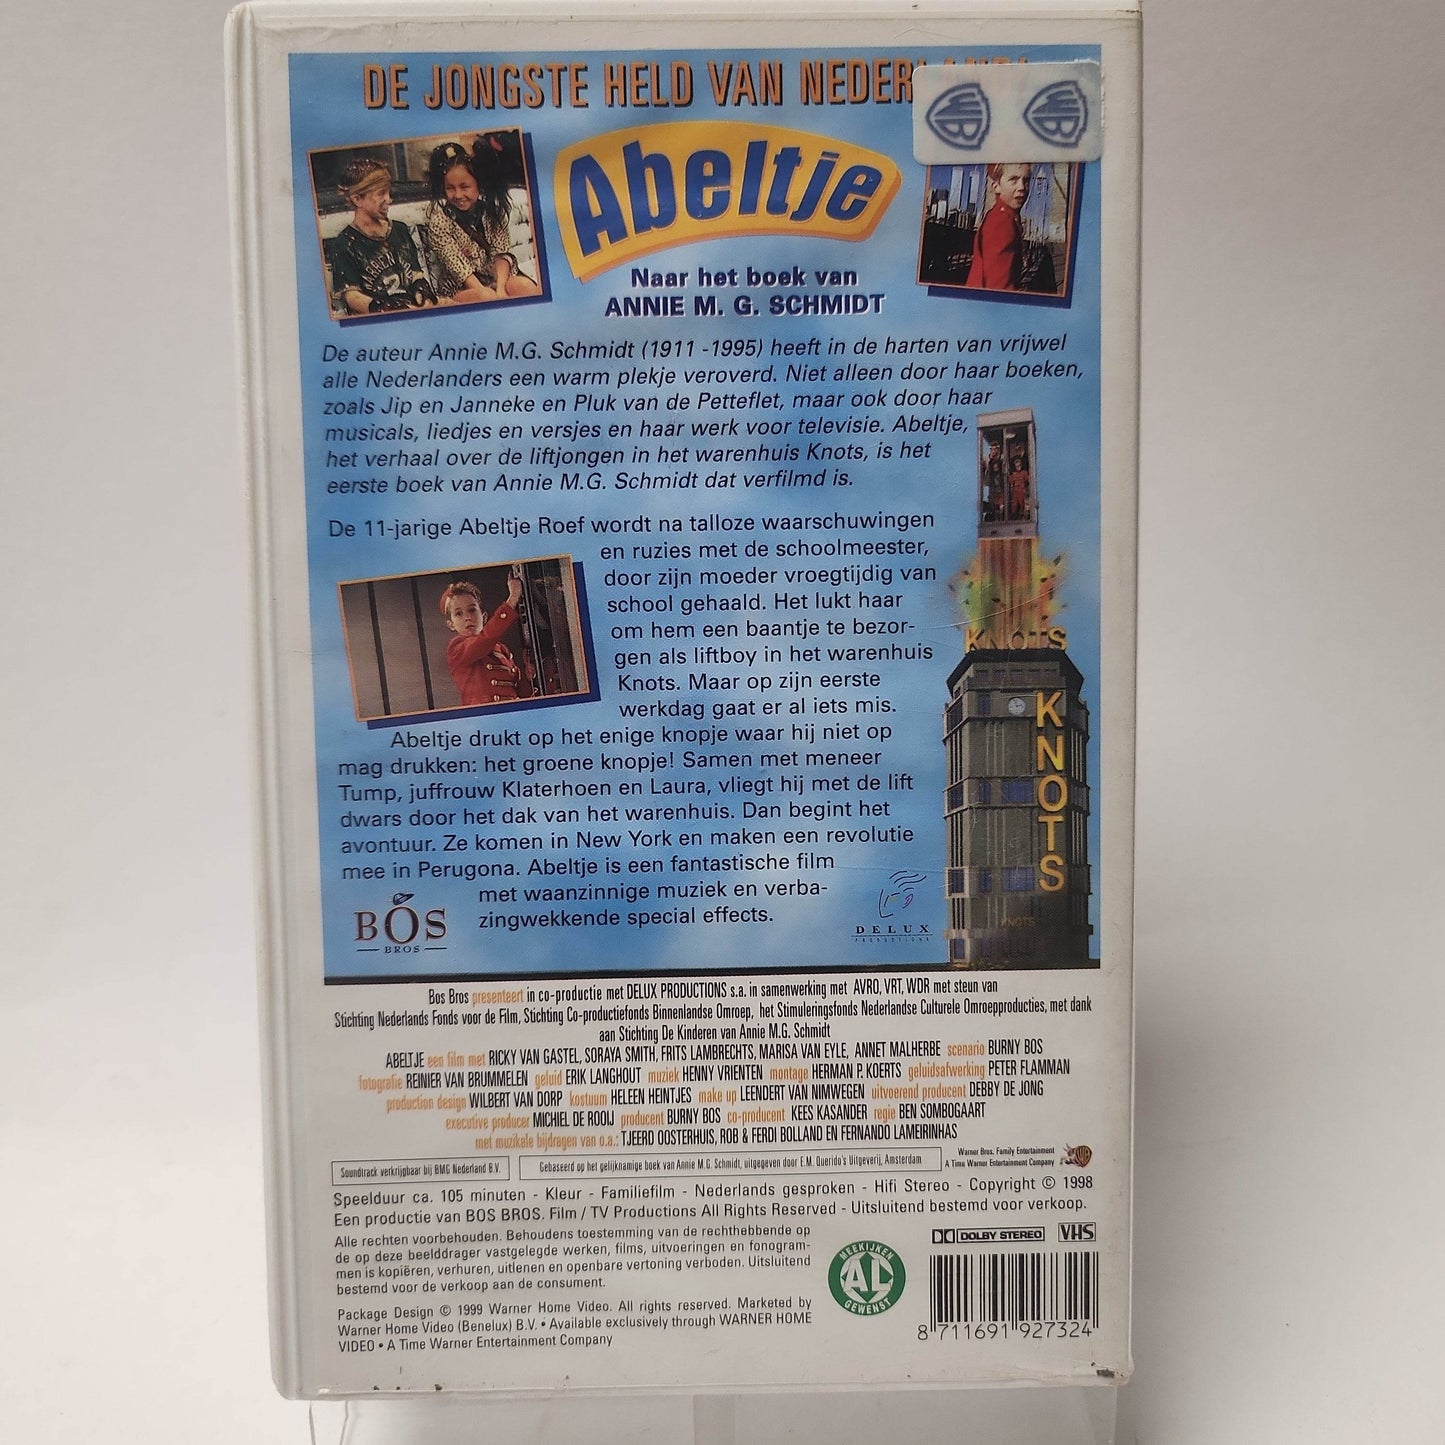 DE JONGSTE HELD VAN
Abeltje
Naar het boek van
ANNIE M. G. SCHMIDT
De auteur Annie M.G. Schmidt (1911 -1995) heeft in de harten van vrijwel
alle Nederlanders een warm plekje veroverd. Niet alleen door haar boeken,
zoals Jip en Janneke en Pluk van de Petteflet, maar ook door haar
musicals, liedjes en versjes en haar werk voor televisie. Abeltje,
het verhaal over de liftjongen in het warenhuis Knots, is het
eerste boek van Annie M.G. Schmidt dat verfilmd is.
De 11-jarige Abeltje Roef wordt na talloze waarschuwingen
en ruzies met de schoolmeester,
door zijn moeder vroegtijdig van
school gehaald. Het lukt haar
om hem een baantje te bezor-
gen als liftboy in het warenhuis
Knots. Maar op zijn eerste
werkdag gaat er al iets mis.
Abeltje drukt op het enige knopje waar hij niet op
mag drukken: het groene knopje! Samen met meneer
Tump, juffrouw Klaterhoen en Laura, vliegt hij met de lift
dwars door het dak van het warenhuis. Dan begint het
avontuur. Ze komen in New York en maken een revolutie
mee in Perugona. Abeltje is een fantastische film
met waanzinnige muziek en verba-
zingwekkende special effects.
KNOTS
KNOTS
KNOTS
BOS
BROS
DELUX
PRODUCTIONS
Bos Bros presenteert in co-productie met DELUX PRODUCTIONS s.a. in samenwerking met AVRO, VRT, WDR met steun van
Stichting Nederlands Fonds voor de Film, Stichting Co-productiefonds Binnenlandse Omroep, het Stimuleringsfonds Nederlandse Culturele Omroepproducties, met dank
aan Stichting De Kinderen van Annie M.G. Schmidt
ABELTJE een film met RICKY VAN GASTEL, SORAYA SMITH, FRITS LAMBRECHTS, MARISA VAN EYLE, ANNET MALHERBE scenario BURNY BOS
fotografie REINIER VAN BRUMMELEN geluid ERIK LANGHOUT muziek HENNY VRIENTEN montage HERMAN P. KOERTS geluidsafwerking PETER FLAMMAN
production design WILBERT VAN DORP kostuum HELEEN HEINTJES make up LEENDERT VAN NIMWEGEN uitvoerend producent DEBBY DE JONG
executive producer MICHIEL DE ROOIJ producent BURNY BOS co-producent KEES KASANDER regie BEN SOMBOGAART
met muzikale bijdragen van o.a.: TJEERD OOSTERHUIS, ROB & FERDI BOLLAND EN FERNANDO LAMEIRINHAS
Soundtrack verkrijgbaar bij BMG Nederland B.V.
Gebaseerd op het gelijknamige boek van Annie M.G. Schmidt, uitgegeven door E.M. Querido's Uitgeverij, Amsterdam
Warner Bros. Family Entertainment
A Time Warner Entertainment Company
Speelduur ca. 105 minuten - Kleur - Familiefilm - Nederlands gesproken - Hifi Stereo - Copyright © 1998
Een productie van BOS BROS. Film / TV Productions All Rights Reserved - Uitsluitend bestemd voor verkoop.
Alle rechten voorbehouden. Behoudens toestemming van de rechthebbende op
de op deze beelddrager vastgelegde werken, films, uitvoeringen en fonogram-
men is kopiëren, verhuren, uitlenen en openbare vertoning verboden. Uitsluitend
bestemd voor de verkoop aan de consument.
DOLBY STEREO
VHS
MEEKIJKEN
AL
GEWENST
Package Design © 1999 Warner Home Video. All rights reserved. Marketed by
Warner Home Video (Benelux) B.V. • Available exclusively through WARNER HOME
VIDEO • A Time Warner Entertainment Company
8 711691 927324